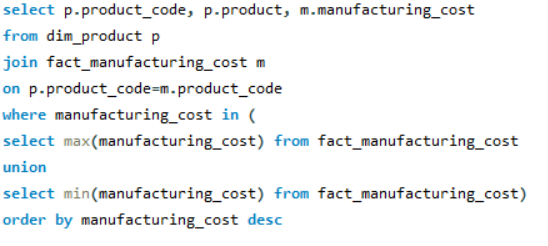 select p.product_code, p.product, m.manufacturing_cost
from dim_product p
join fact_manufacturing_cost m
on p.product_code=m.product_code
where manufacturing_cost in (
select max(manufacturing_cost) from fact_manufacturing_cost
union
select min(manufacturing_cost) from fact_manufacturing_cost)
order by manufacturing_cost desc